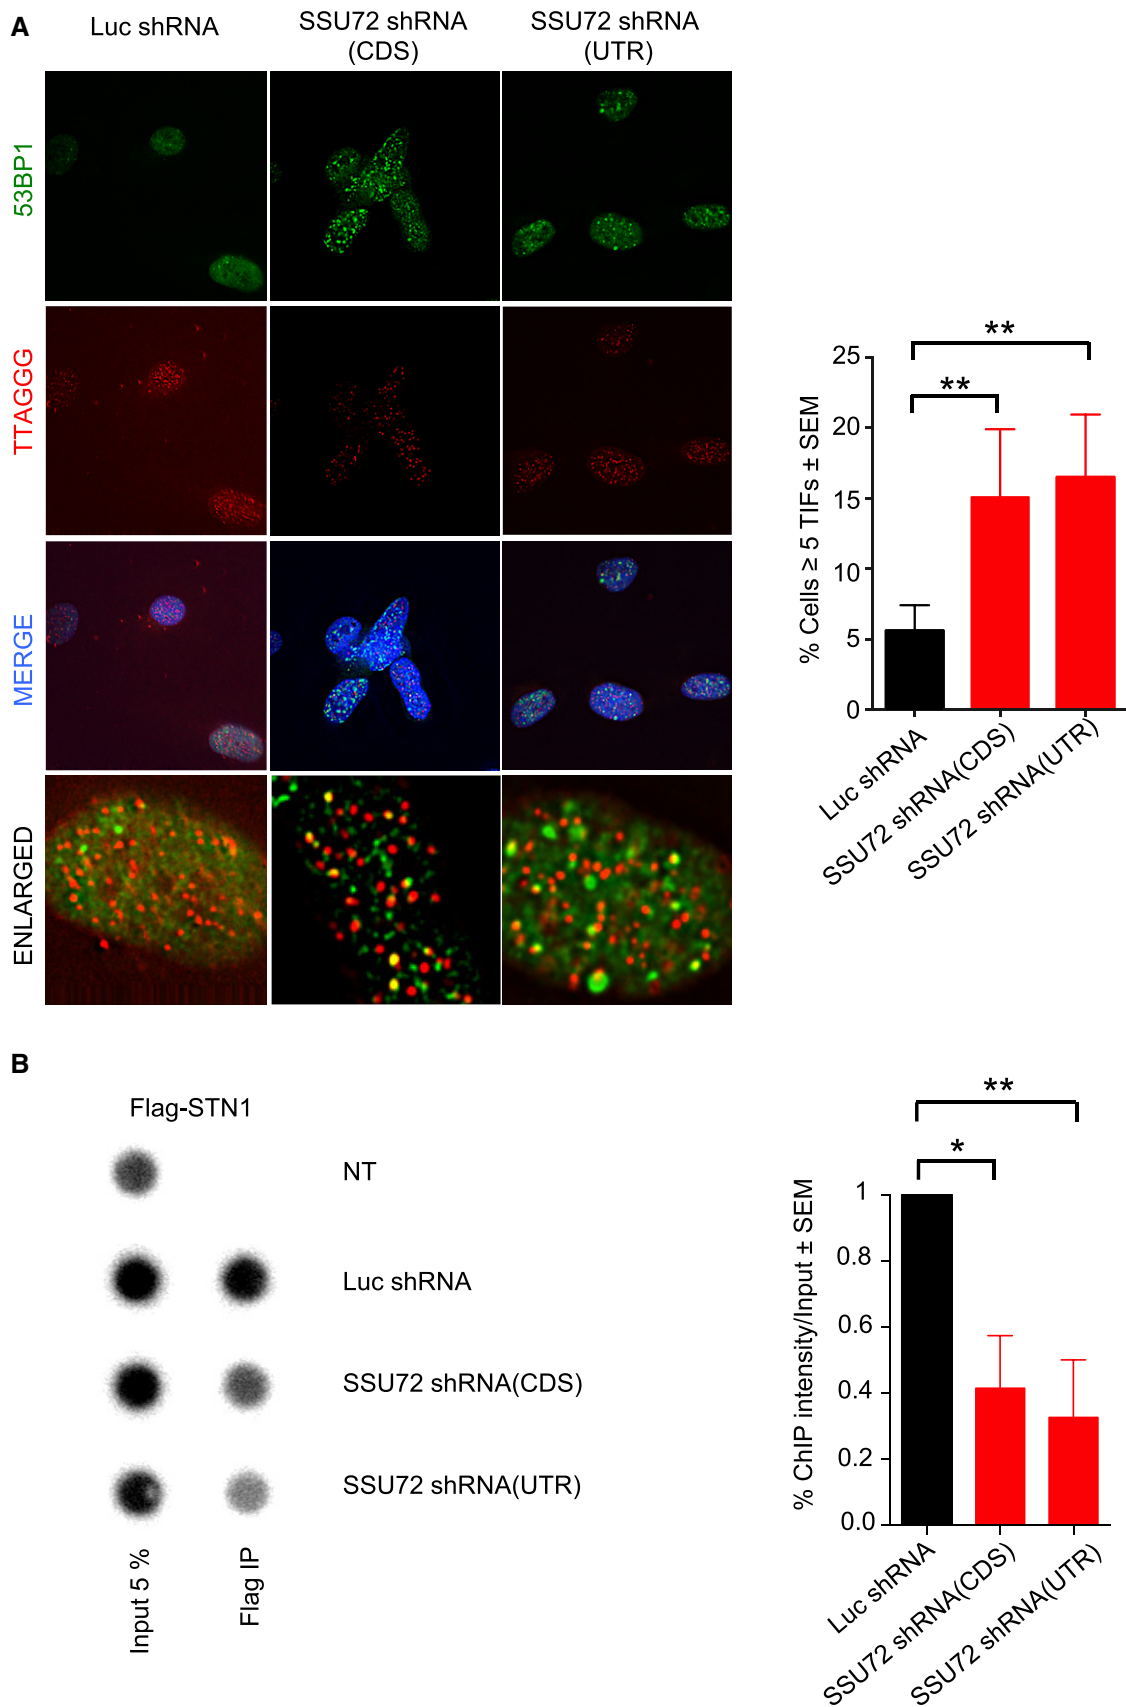 A
Luc shRNA
SSU72 shRNA
(CDS)
SSU72 shRNA
(UTR)
53BP1
TTAGGG
MERGE
ENLARGED
% Cells ≥ 5 TIFs ± SEM
25
20
15
10
5
0
**
**
Luc shRNA
SSU72 shRNA(CDS)
SSU72 shRNA(UTR)
B
Flag-STN1
NT
Luc shRNA
SSU72 shRNA(CDS)
SSU72 shRNA(UTR)
Input 5 %
Flag IP
% ChIP intensity/Input ± SEM
1
0.8
0.6
0.4
0.2
0.0
**
*
Luc shRNA
SSU72 shRNA(CDS)
SSU72 shRNA(UTR)